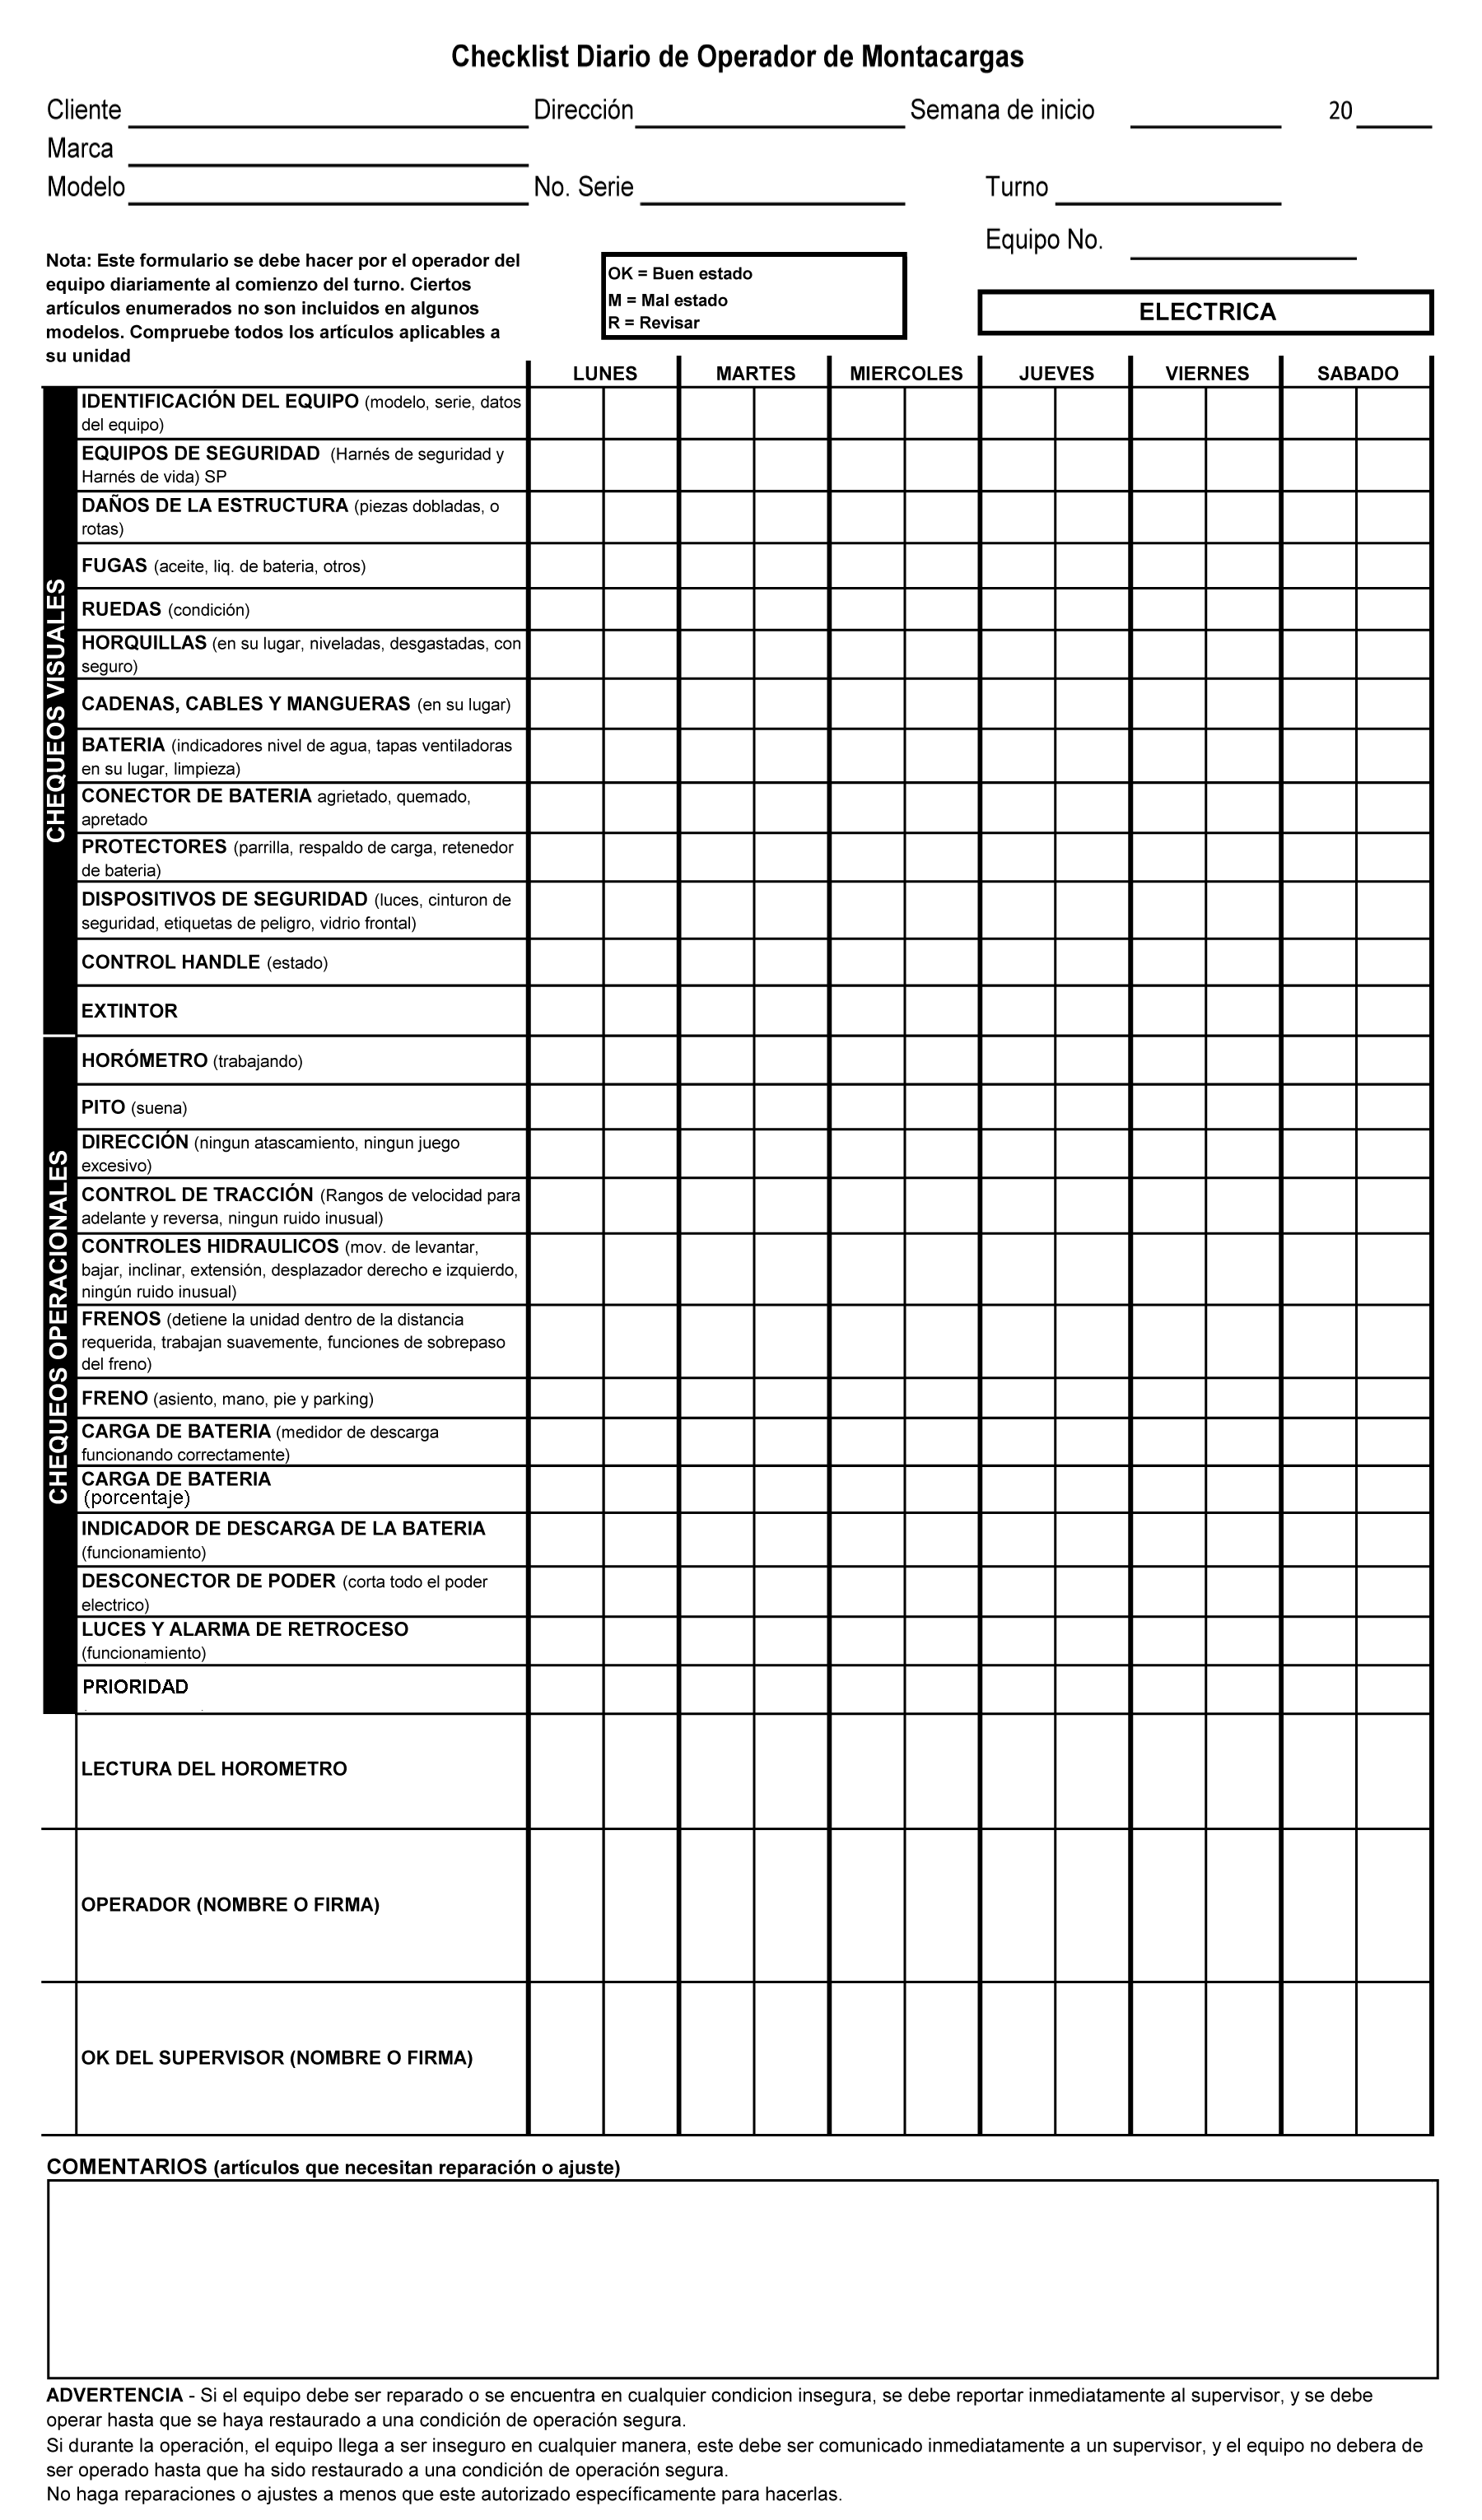 Checklist Diario de Operador de Montacargas
Cliente Dirección Semana de inicio 20
Marca
Modelo No. Serie Turno
Equipo No.
Nota: Este formulario se debe hacer por el operador del
equipo diariamente al comienzo del turno. Ciertos
artículos enumerados no son incluidos en algunos
modelos. Compruebe todos los artículos aplicables a
su unidad
OK = Buen estado
M = Mal estado
R = Revisar
ELECTRICA
LUNES MARTES MIERCOLES JUEVES VIERNES SABADO
CHEQUEOS VISUALES
IDENTIFICACIÓN DEL EQUIPO (modelo, serie, datos
del equipo)
EQUIPOS DE SEGURIDAD (Harnés de seguridad y
Harnés de vida) SP
DAÑOS DE LA ESTRUCTURA (piezas dobladas, o
rotas)
FUGAS (aceite, liq. de bateria, otros)
RUEDAS (condición)
HORQUILLAS (en su lugar, niveladas, desgastadas, con
seguro)
CADENAS, CABLES Y MANGUERAS (en su lugar)
BATERIA (indicadores nivel de agua, tapas ventiladoras
en su lugar, limpieza)
CONECTOR DE BATERIA agrietado, quemado,
apretado
PROTECTORES (parrilla, respaldo de carga, retenedor
de bateria)
DISPOSITIVOS DE SEGURIDAD (luces, cinturon de
seguridad, etiquetas de peligro, vidrio frontal)
CONTROL HANDLE (estado)
EXTINTOR
CHEQUEOS OPERACIONALES
HORÓMETRO (trabajando)
PITO (suena)
DIRECCIÓN (ningun atascamiento, ningun juego
excesivo)
CONTROL DE TRACCIÓN (Rangos de velocidad para
adelante y reversa, ningun ruido inusual)
CONTROLES HIDRAULICOS (mov. de levantar,
bajar, inclinar, extensión, desplazador derecho e izquierdo,
ningún ruido inusual)
FRENOS (detiene la unidad dentro de la distancia
requerida, trabajan suavemente, funciones de sobrepaso
del freno)
FRENO (asiento, mano, pie y parking)
CARGA DE BATERIA (medidor de descarga
funcionando correctamente)
CARGA DE BATERIA
(porcentaje)
INDICADOR DE DESCARGA DE LA BATERIA
(funcionamiento)
DESCONECTOR DE PODER (corta todo el poder
electrico)
LUCES Y ALARMA DE RETROCESO
(funcionamiento)
PRIORIDAD
LECTURA DEL HOROMETRO
OPERADOR (NOMBRE O FIRMA)
OK DEL SUPERVISOR (NOMBRE O FIRMA)
COMENTARIOS (artículos que necesitan reparación o ajuste)
ADVERTENCIA - Si el equipo debe ser reparado o se encuentra en cualquier condicion insegura, se debe reportar inmediatamente al supervisor, y se debe
operar hasta que se haya restaurado a una condición de operación segura.
Si durante la operación, el equipo llega a ser inseguro en cualquier manera, este debe ser comunicado inmediatamente a un supervisor, y el equipo no debera de
ser operado hasta que ha sido restaurado a una condición de operación segura.
No haga reparaciones o ajustes a menos que este autorizado específicamente para hacerlas.